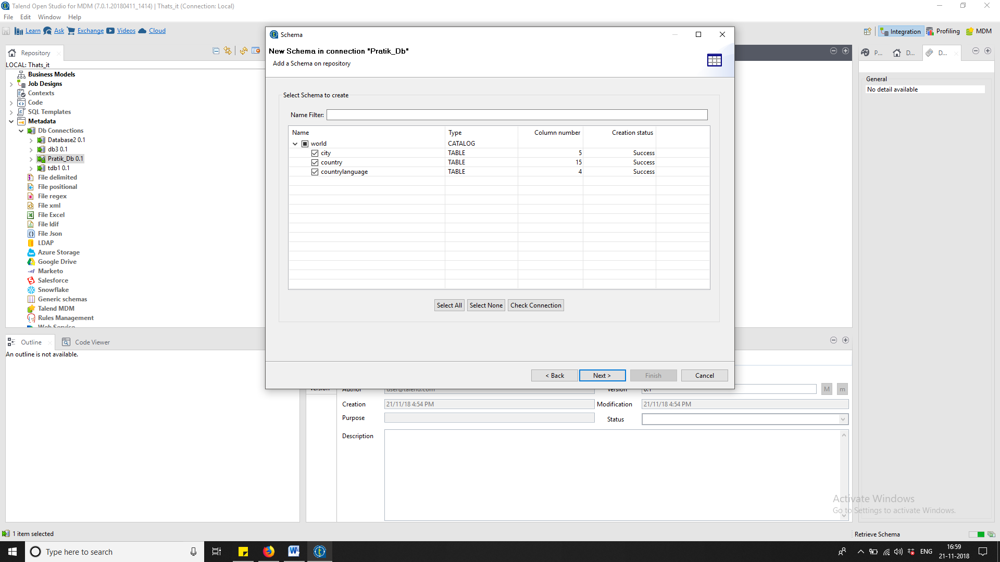 Talend Open Studio for MDM (7.0.1.20180411_1414) | Thats_it (Connection: Local)
File Edit Window Help
Learn Ask Exchange Videos Cloud
Integration Profiling MDM
Repository
LOCAL: Thats_it
Business Models
Job Designs
Contexts
Code
SQL Templates
Metadata
Db Connections
Database2 0.1
db3 0.1
Pratik_Db 0.1
tdb1 0.1
File delimited
File positional
File regex
File xml
File Excel
File ldif
File Json
LDAP
Azure Storage
Google Drive
Marketo
Salesforce
Snowflake
Generic schemas
Talend MDM
Rules Management
Web Service
Schema
New Schema in connection "Pratik_Db"
Add a Schema on repository
Select Schema to create
Name Filter:
Name Type Column number Creation status
world CATALOG
city TABLE 5 Success
country TABLE 15 Success
countrylanguage TABLE 4 Success
Select All Select None Check Connection
< Back Next > Finish Cancel
P... D... D...
General
No detail available
Outline Code Viewer
An outline is not available.
Version Author user@talend.com Version 0.1 M m
Creation 21/11/18 4:54 PM Modification 21/11/18 4:54 PM
Purpose Status
Description
Activate Windows
Go to Settings to activate Windows.
1 item selected
Retrieve Schema
Type here to search
ENG
16:59
21-11-2018